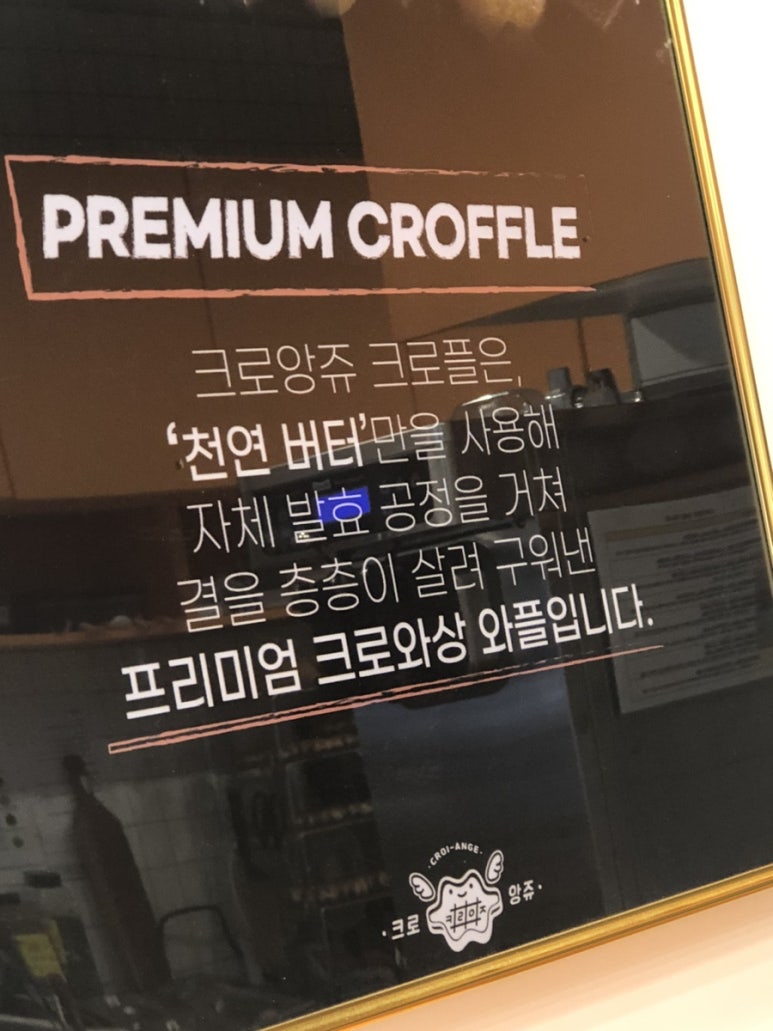 PREMIUM CROFFLE
크로앙쥬 크로플은,
‘천연 버터’만을 사용해
자체 발효 공정을 거쳐
결을 층층이 살려 구워낸
프리미엄 크로와상 와플입니다.
·CROI-ANGE·
·크로
앙쥬·